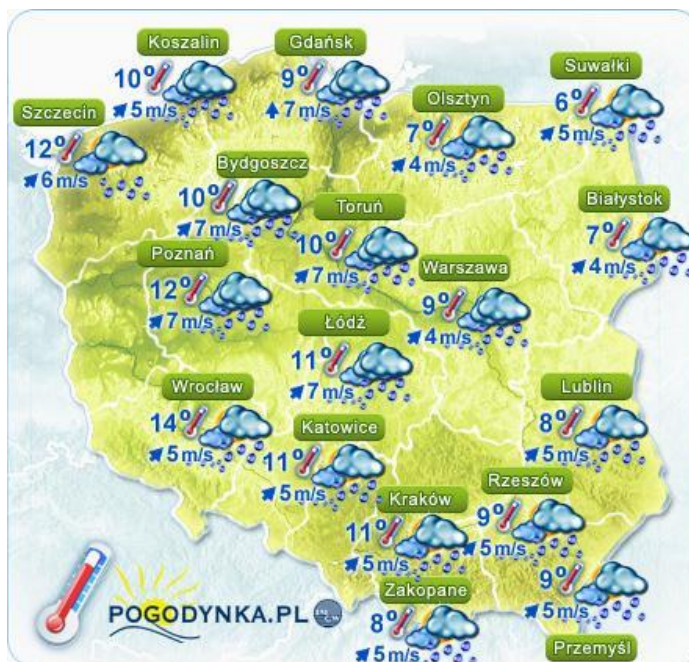 Koszalin
10°
5 m/s
Gdańsk
9°
7 m/s
Suwałki
6°
5 m/s
Szczecin
12°
6 m/s
Olsztyn
7°
4 m/s
Bydgoszcz
10°
7 m/s
Toruń
10°
7 m/s
Białystok
7°
4 m/s
Poznań
12°
7 m/s
Warszawa
9°
4 m/s
Łódź
11°
7 m/s
Wrocław
14°
5 m/s
Katowice
11°
5 m/s
Lublin
8°
5 m/s
Kraków
11°
5 m/s
Rzeszów
9°
5 m/s
Zakopane
8°
5 m/s
9°
5 m/s
Przemyśl
POGODYNKA.PL